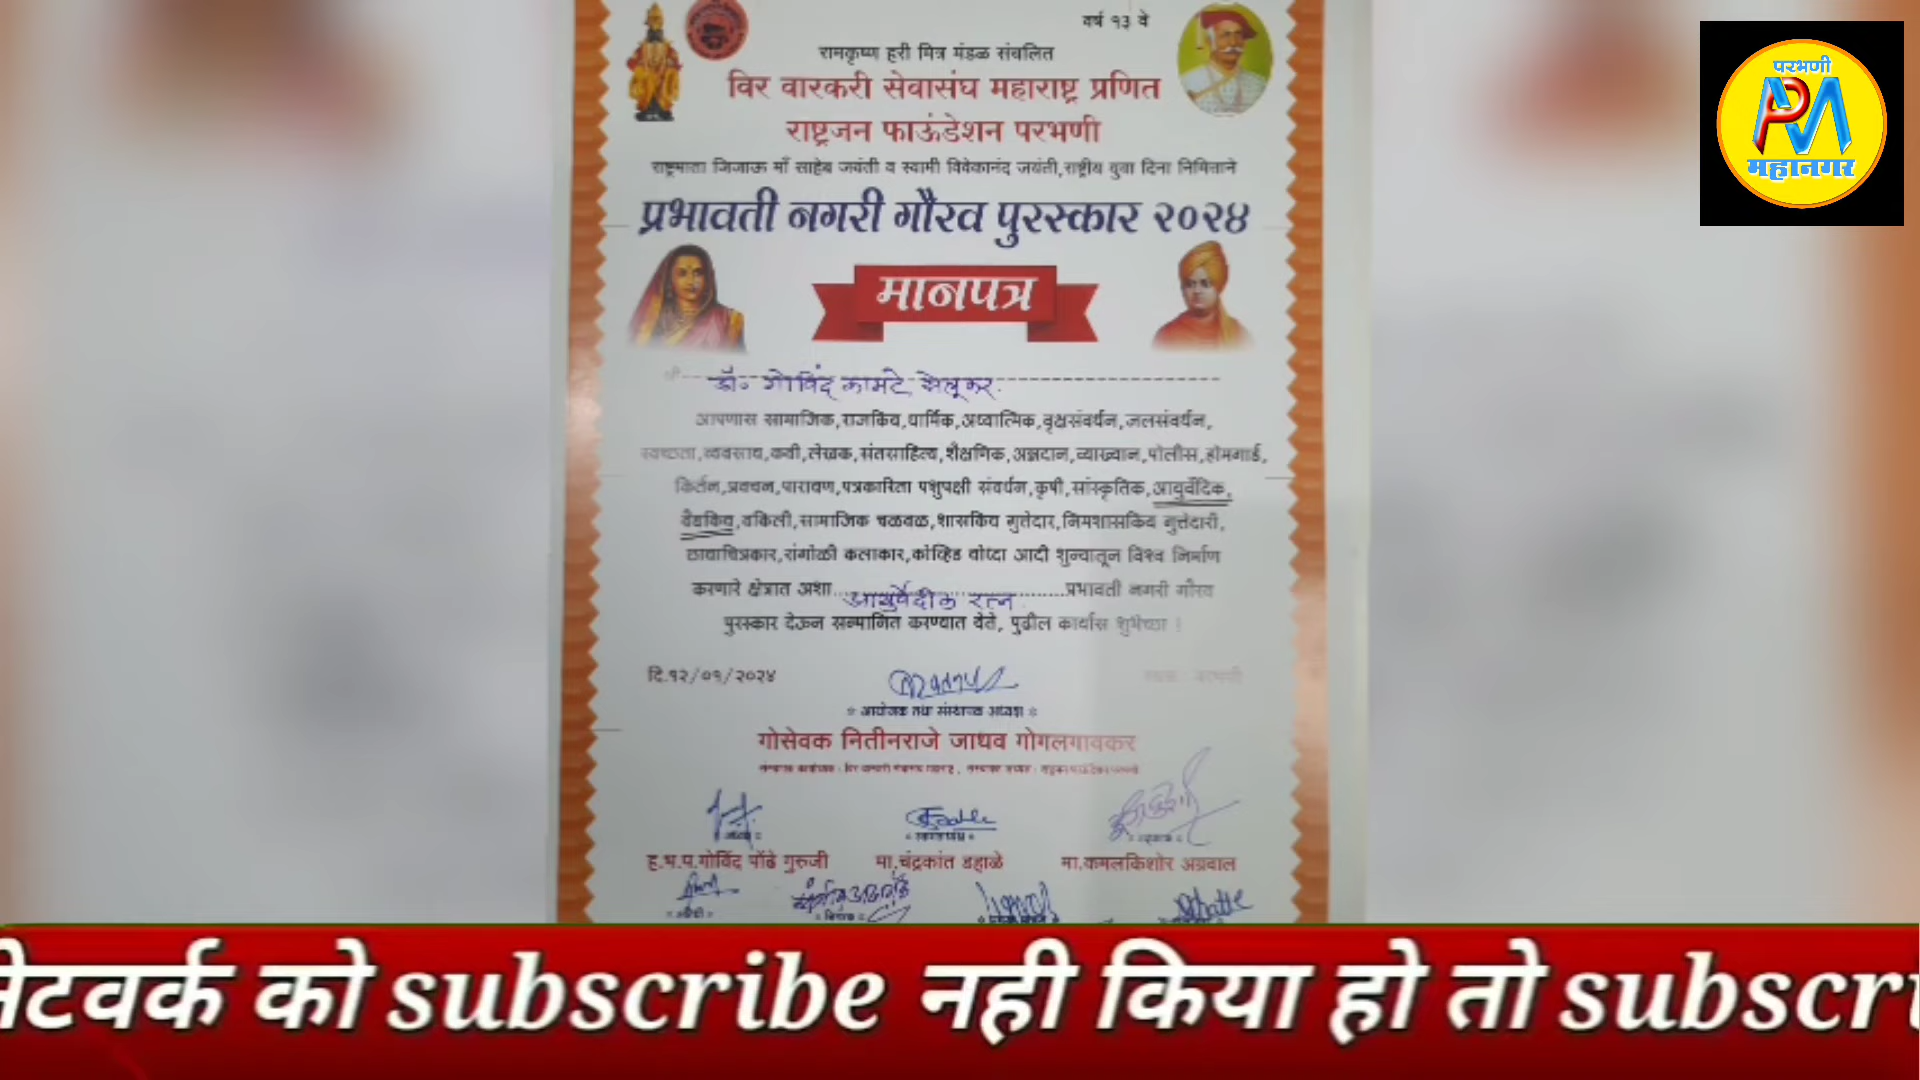 वर्ष १३ वे
रामकृष्ण हरी मित्र मंडळ संचलित
विर वारकरी सेवासंघ महाराष्ट्र प्रणित
राष्ट्रजन फाऊंडेशन परभणी
राष्ट्रमाता जिजाऊ माँ साहेब जयंती व स्वामी विवेकानंद जयंती,राष्ट्रीय युवा दिना निमित्ताने
प्रभावती नगरी गौरव पुरस्कार २०२४
मानपत्र
श्री डॉ. गोविंद कामटे सेलूकर
आपणास सामाजिक,राजकिय,धार्मिक,अध्यात्मिक,वृक्षसंवर्धन,जलसंवर्धन,
स्वच्छता,व्यवसाय,कवी,लेखक,संतसाहित्य,शैक्षणिक,अन्नदान,व्याख्यान,पोलीस,होमगार्ड,
किर्तन,प्रवचन,पारायण,पत्रकारिता पशुपक्षी संवर्धन,कृषी,सांस्कृतिक,आयुर्वेदिक,
वैद्यकिय,वकिली,सामाजिक चळवळ,शासकिय गुत्तेदार,निमशासकिय गुत्तेदारी,
छायाचित्रकार,रांगोळी कलाकार,कोव्हिड योध्दा आदी शुन्यातून विश्व निर्माण
करणारे क्षेत्रात अशा आयुर्वेदीक रत्न प्रभावती नगरी गौरव
पुरस्कार देऊन सन्मानित करण्यात येते, पुढील कार्यास शुभेच्छा !
दि.१२/०१/२०२४
* आयोजक तथा संस्थापक अध्यक्ष *
गोसेवक नितीनराजे जाधव गोगलगावकर
ह.भ.प.गोविंद पोंढे गुरुजी मा.चंद्रकांत डहाळे मा.कमलकिशोर अग्रवाल
परभणी
PM
महानगर
नेटवर्क को subscribe नही किया हो तो subscri